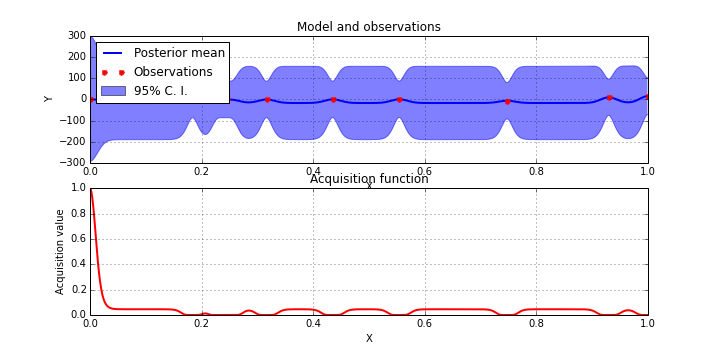 Model and observations
300
200
100
0
−100
−200
−300
Y
Posterior mean
Observations
95% C. I.
0.0 0.2 0.4 0.6 0.8 1.0
X
Acquisition function
1.0
0.8
0.6
0.4
0.2
0.0
Acquisition value
0.0 0.2 0.4 0.6 0.8 1.0
X